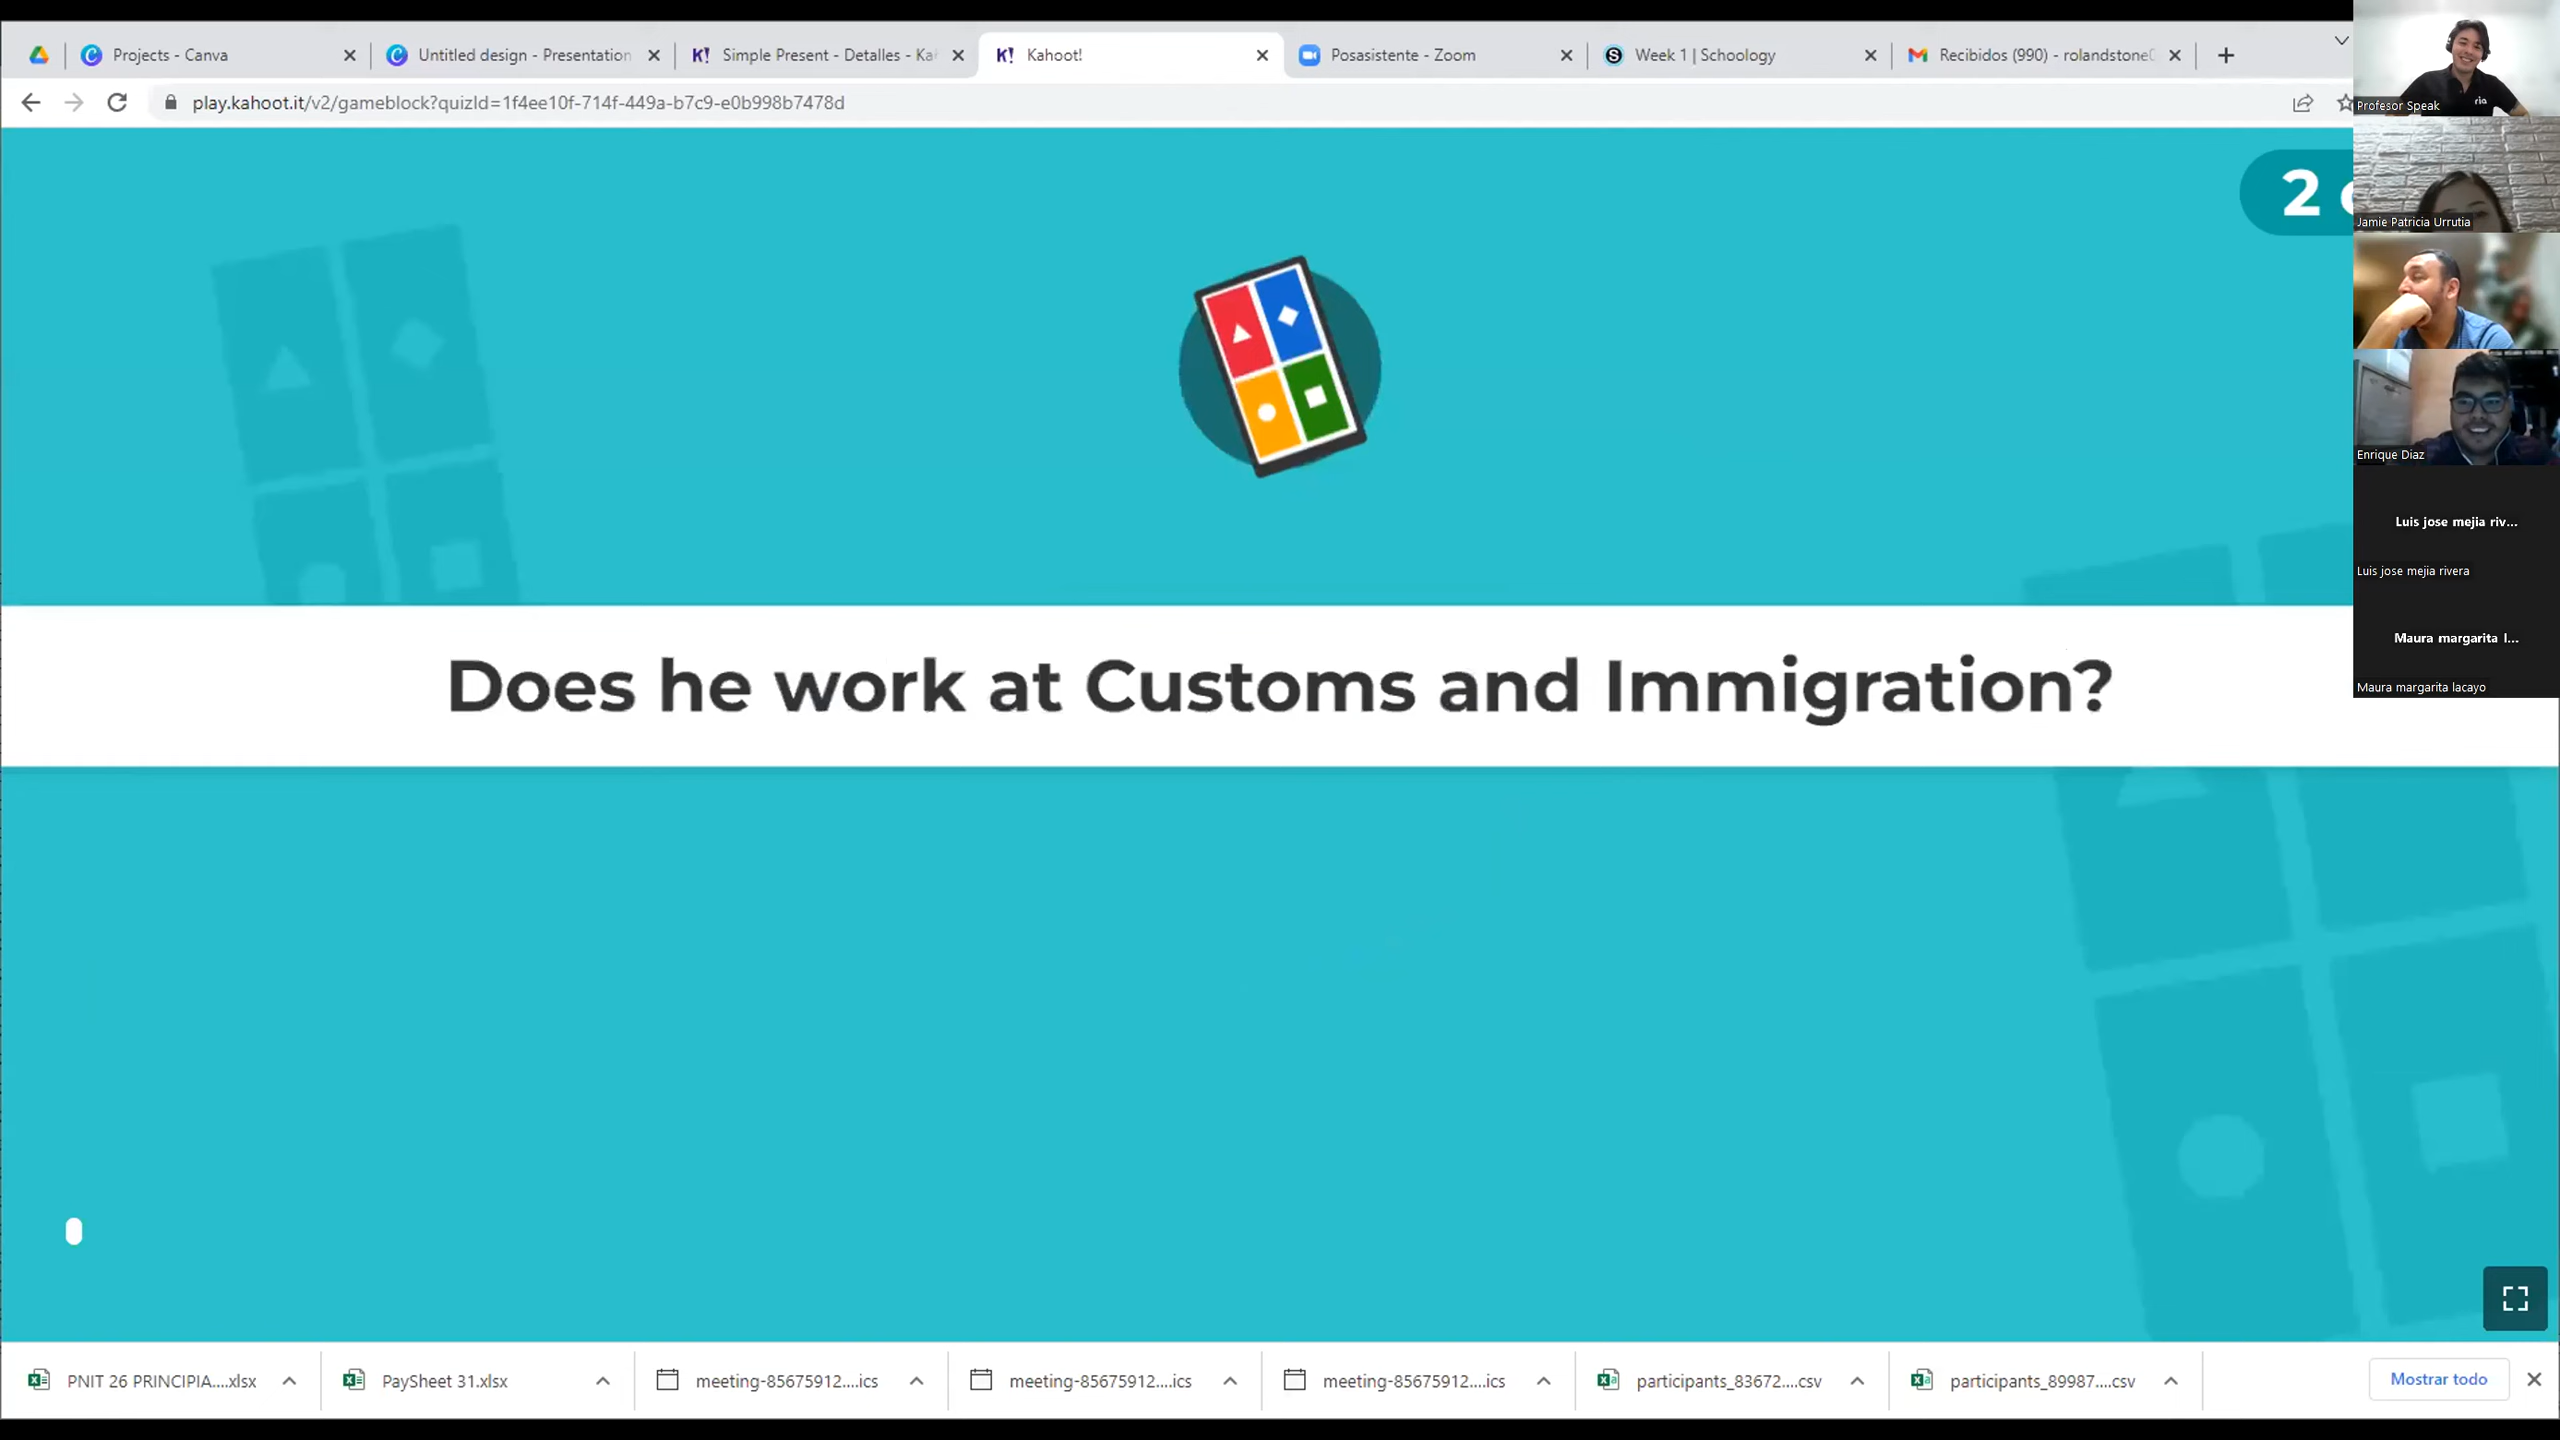 Projects - Canva
Untitled design - Presentation
K! Simple Present - Detalles - Ka
K! Kahoot!
Posasistente - Zoom
S Week 1 | Schoology
Recibidos (990) - rolandstone
play.kahoot.it/v2/gameblock?quizId=1f4ee10f-714f-449a-b7c9-e0b998b7478d
2
Does he work at Customs and Immigration?
Profesor Speak
ria
Jamie Patricia Urrutia
Enrique Diaz
Luis jose mejia riv...
Luis jose mejia rivera
Maura margarita l...
Maura margarita lacayo
PNIT 26 PRINCIPIA....xlsx
PaySheet 31.xlsx
meeting-85675912....ics
meeting-85675912....ics
meeting-85675912....ics
participants_83672....csv
participants_89987....csv
Mostrar todo